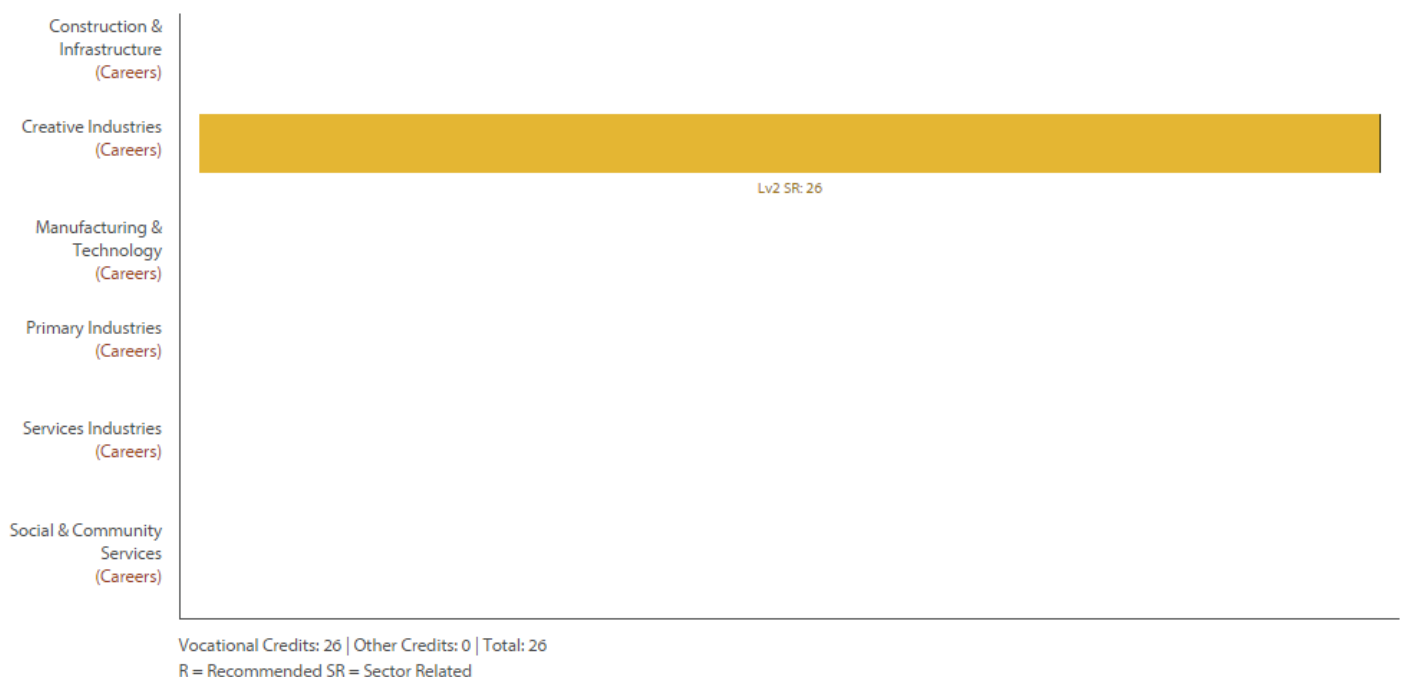 Construction &
Infrastructure
(Careers)
Creative Industries
(Careers)
Lv2 SR: 26
Manufacturing &
Technology
(Careers)
Primary Industries
(Careers)
Services Industries
(Careers)
Social & Community
Services
(Careers)
Vocational Credits: 26 | Other Credits: 0 | Total: 26
R = Recommended SR = Sector Related